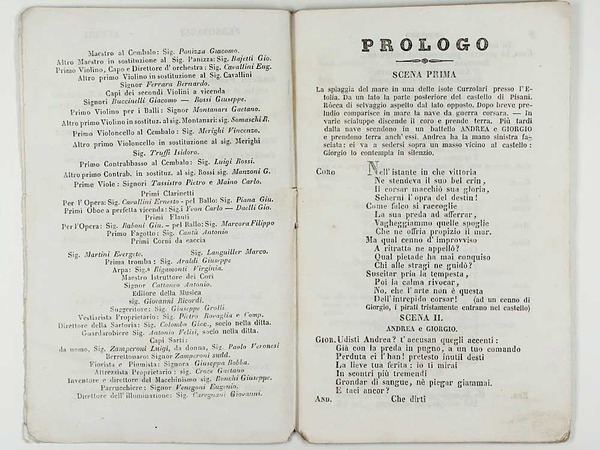 Maestro al Cembalo: Sig. Panizza Giacomo.
Altro Maestro in sostituzione al Sig. Panizza: Sig. Bajetti Gio.
Primo Violino, Capo e Direttore d'orchestra: Sig. Cavallini Eug.
Altro primo Violino in sostituzione al Sig. Cavallini
Signor Ferrara Bernardo.
Capi dei secondi Violini a vicenda
Signori Buccinelli Giacomo — Rossi Giuseppe.
Primo Violino per i Balli: Signor Montanari Gaetano.
Altro primo Violino in sostituz. al sig. Montanari: sig. Somaschi R.
Primo Violoncello al Cembalo: Sig. Merighi Vincenzo.
Altro primo Violoncello in sostituzione al sig. Merighi
Sig. Truffi Isidoro.
Primo Contrabbasso al Cembalo: Sig. Luigi Rossi.
Altro primo Contrab. in sostituz. al sig. Rossi sig. Manzoni G.
Prime Viole: Signori Tassistro Pietro e Maino Carlo.
Primi Clarinetti
Per l'Opera: Sig. Cavallini Ernesto - pel Ballo: Sig. Piana Giu.
Primi Oboe a perfetta vicenda: Sig.i Yvon Carlo — Daelli Gio.
Primi Flauti
Per l'Opera: Sig. Raboni Giu. — pel Ballo: Sig. Marcora Filippo
Primo Fagotto: Sig. Cantù Antonio
Primi Corni da caccia
Sig. Martini Evergete. Sig. Languiller Marco.
Prima tromba: Sig. Araldi Giuseppe
Arpa: Sig.a Rigamonti Virginia.
Maestro Istruttore dei Cori
Signor Cattaneo Antonio.
Editore della Musica
sig. Giovanni Ricordi.
Suggeritore: Sig. Giuseppe Grolli
Vestiarista Proprietario: Sig. Pietro Rovaglia e Comp.
Direttore della Sartoria: Sig. Colombo Giac., socio nella ditta.
Guardarobiere Sig. Antonio Felisi, socio nella ditta.
Capi Sarti:
da uomo, Sig. Zamperoni Luigi, da donna, Sig. Paolo Veronesi
Berrettonaro: Signor Zamperoni sudd.
Fiorista e Piumista: Signora Giuseppa Robba.
Attrezzista Proprietario: sig. Croce Gaetano
Inventore e direttore del Macchinismo sig. Ronchi Giuseppe.
Parrucchiere: Signor Venegoni Eugenio.
Direttore dell'illuminazione: Sig. Caregnani Giovanni.
PROLOGO
SCENA PRIMA
La spiaggia del mare in una delle isole Curzolari presso l'E-
tolia. Da un lato la parte posteriore del castello di Pisani.
Rocca di selvaggio aspetto dal lato opposto. Dopo breve pre-
ludio comparisce in mare la nave da guerra corsara. — In
varie scialuppe discende il coro e prende terra. Più tardi
dalla nave scendono in un battello ANDREA e GIORGIO
e prendono terra anch'essi. Andrea ha la mano sinistra fa-
sciata: ei va a sedersi sopra un masso vicino al castello:
Giorgio lo contempla in silenzio.
CORO Nell'istante in che vittoria
Ne stendeva il suo bel crin,
Il corsar macchiò sua gloria,
Schernì l'opra del destin!
Come falco si raccoglie
La sua preda ad afferrar,
Vagheggiammo quelle spoglie
Che ne offria propizio il mar.
Ma qual cenno d'improvviso
A ritratta ne appellò?
Qual pietade ha mai conquiso
Chi alle stragi ne guidò?
Suscitar pria la tempesta,
Poi la calma rivocar,
No, che l'arte non è questa
Dell'intrepido corsar! (ad un cenno di
Giorgio, i pirati tristamente entrano nel castello)
SCENA II.
ANDREA e GIORGIO.
GIOR. Udisti Andrea? t'accusan quegli accenti:
Già con la preda in pugno, a un tuo comando
Perduta ei l'han! pretesto inutil desti
La lieve tua ferita: io ti mirai
In scontri più tremendi
Grondar di sangue, nè piegar giammai.
E taci ancor?
AND. Che dirti